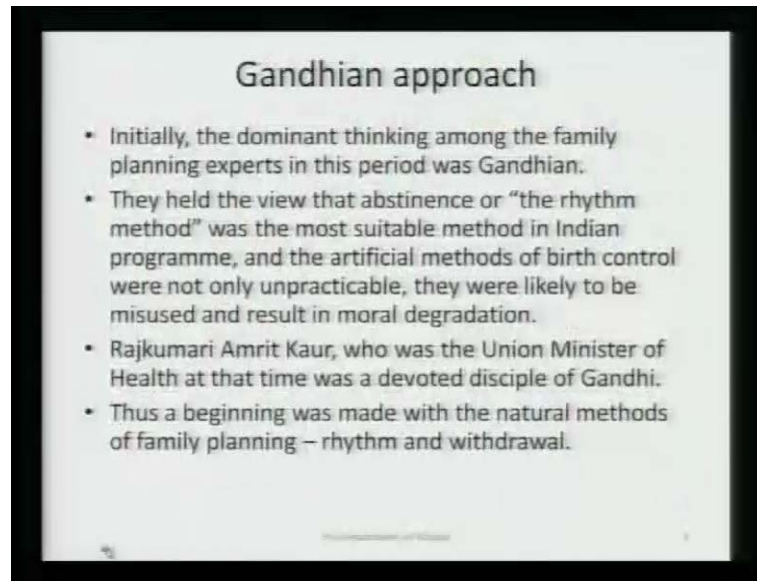 Gandhian approach
• Initially, the dominant thinking among the family
planning experts in this period was Gandhian.
• They held the view that abstinence or “the rhythm
method” was the most suitable method in Indian
programme, and the artificial methods of birth control
were not only unpracticable, they were likely to be
misused and result in moral degradation.
• Rajkumari Amrit Kaur, who was the Union Minister of
Health at that time was a devoted disciple of Gandhi.
• Thus a beginning was made with the natural methods
of family planning – rhythm and withdrawal.